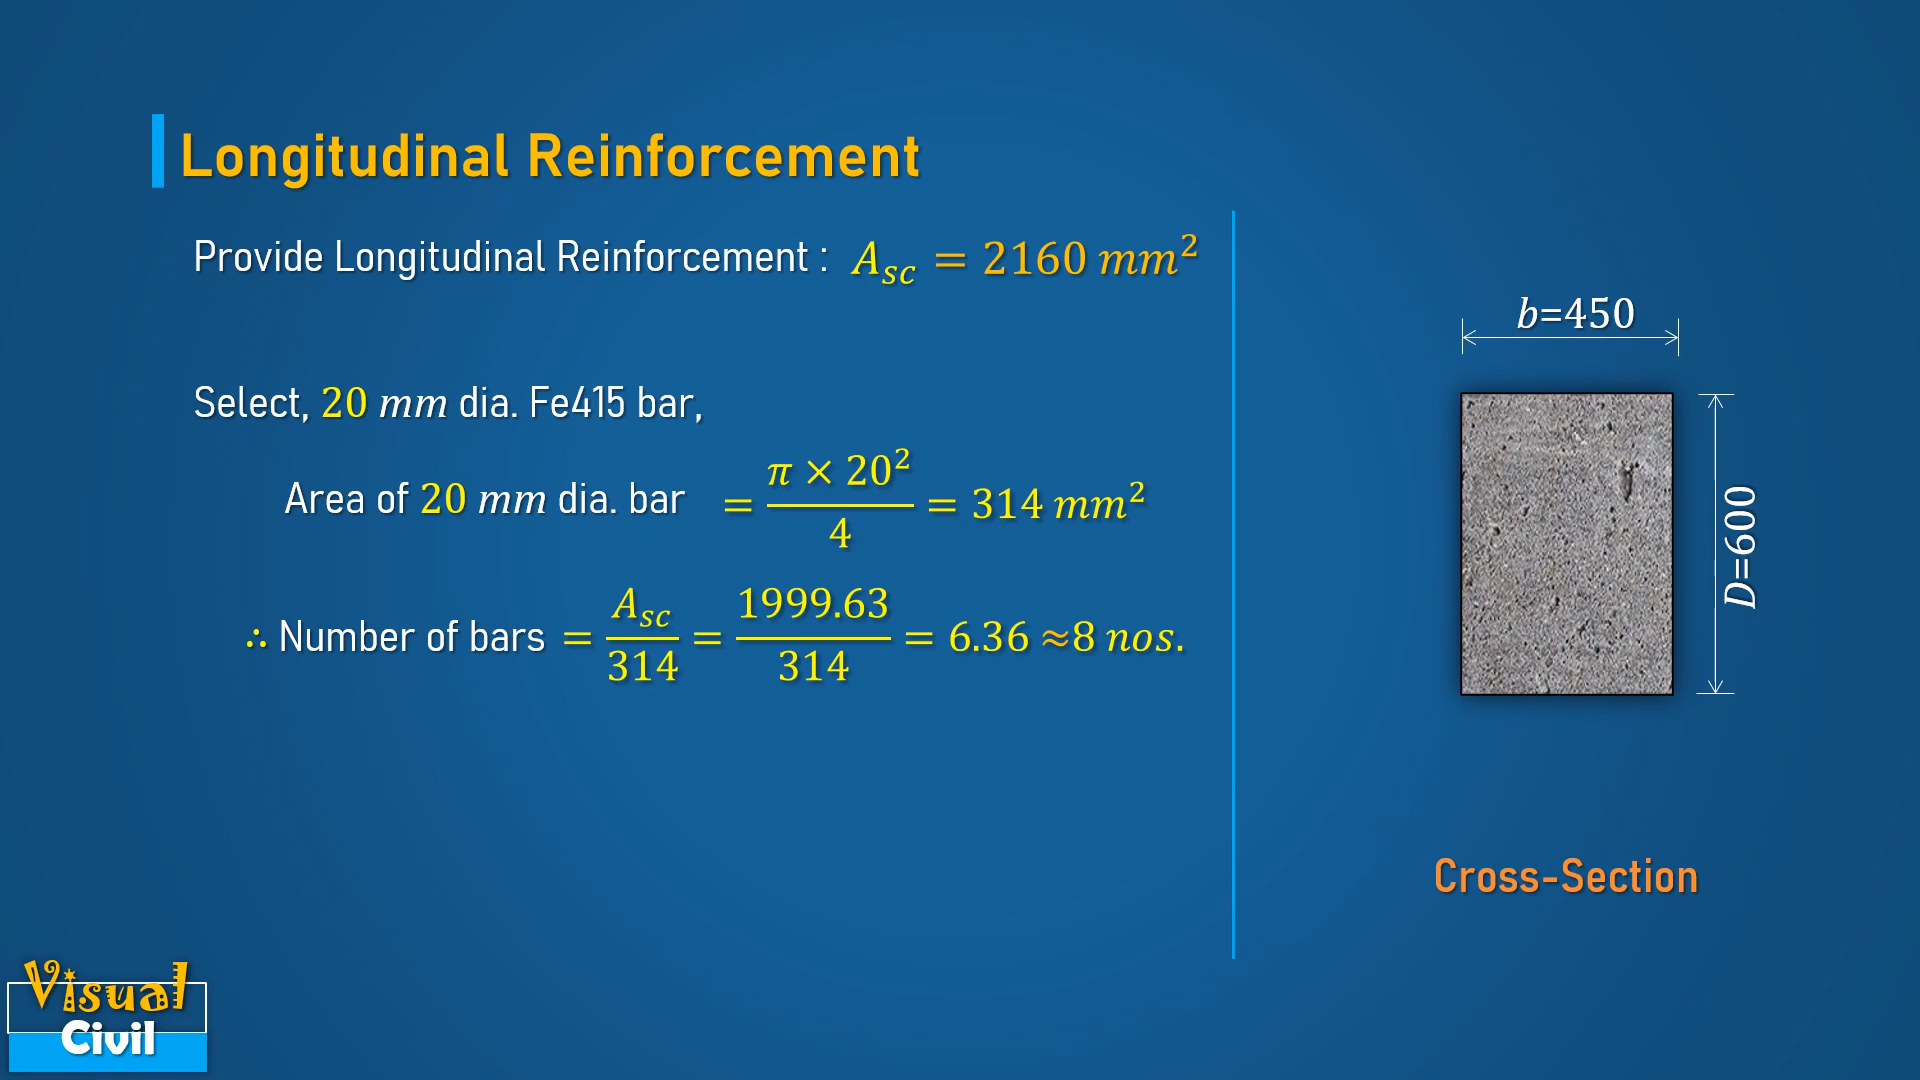 Longitudinal Reinforcement
Provide Longitudinal Reinforcement : A_sc = 2160 mm²
Select, 20 mm dia. Fe415 bar,
Area of 20 mm dia. bar = π × 20² / 4 = 314 mm²
∴ Number of bars = A_sc / 314 = 1999.63 / 314 = 6.36 ≈8 nos.
b=450
D=600
Cross-Section
Visual
Civil